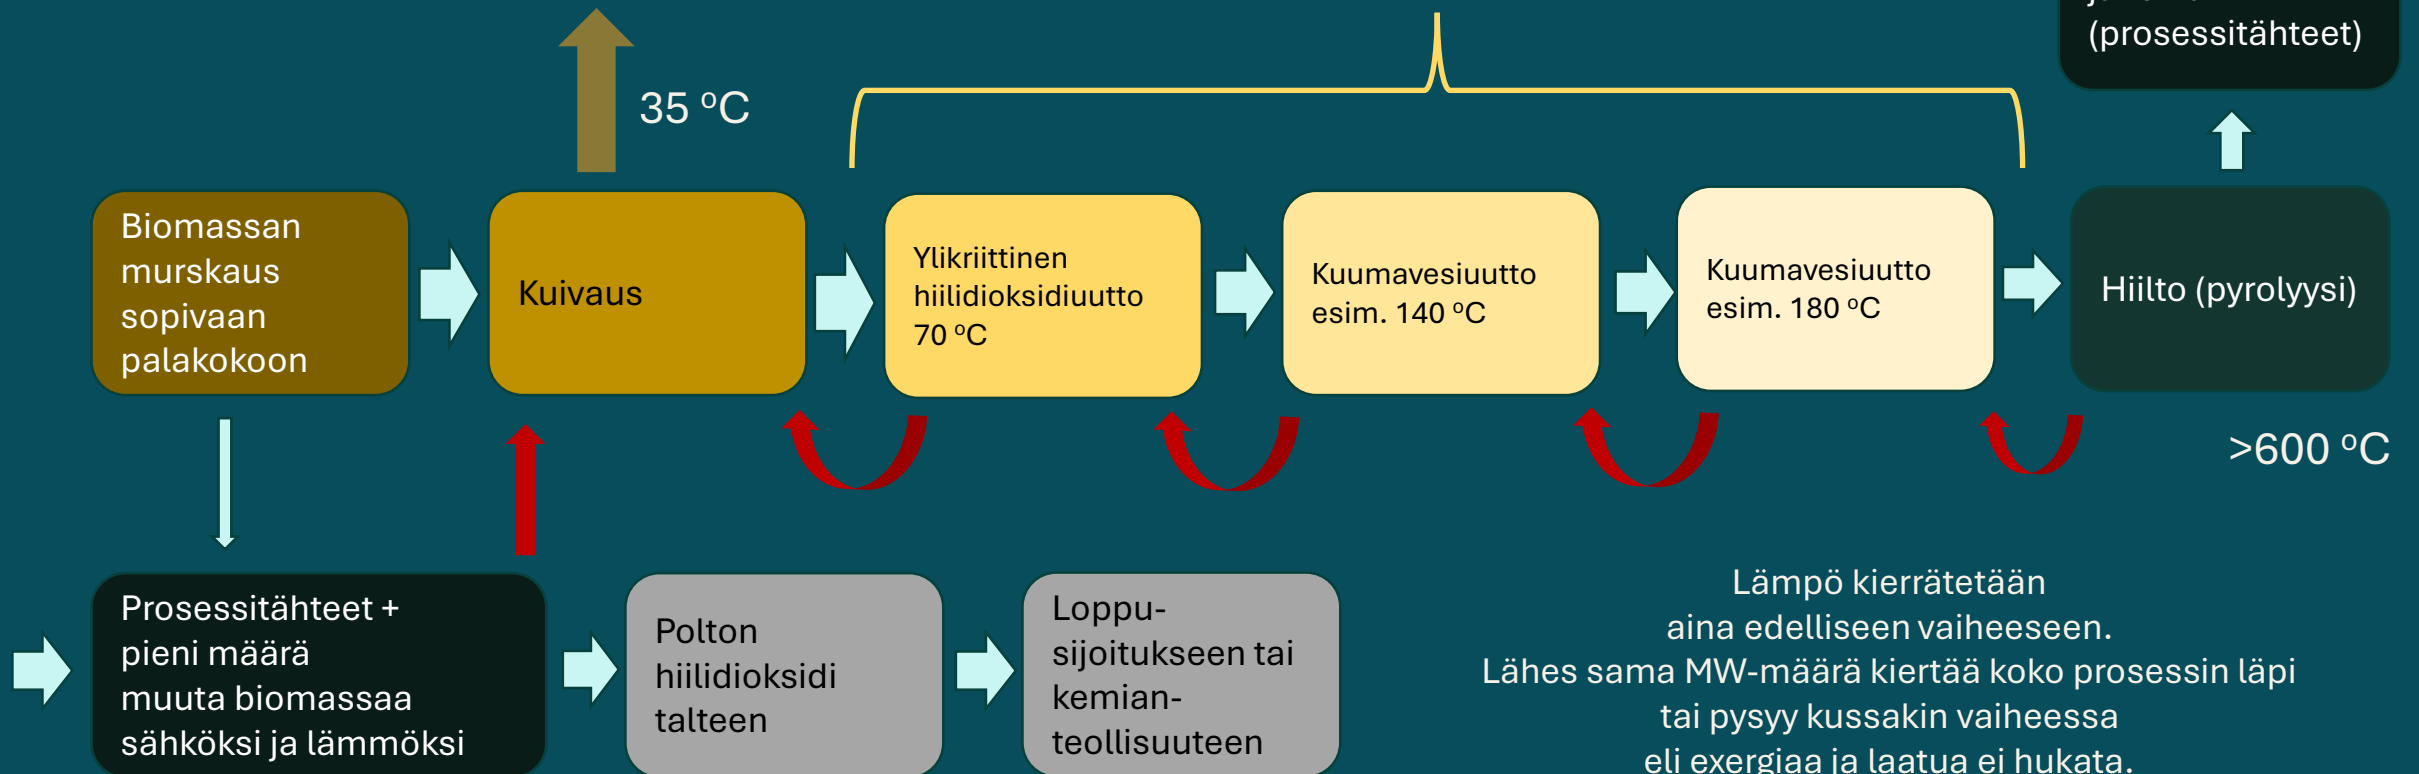 (prosessitähteet)
35 °C
Biomassan
murskaus
sopivaan
palakokoon
Kuivaus
Ylikriittinen
hiilidioksidiuutto
70 °C
Kuumavesiuutto
esim. 140 °C
Kuumavesiuutto
esim. 180 °C
Hiilto (pyrolyysi)
>600 °C
Prosessitähteet +
pieni määrä
muuta biomassaa
sähköksi ja lämmöksi
Polton
hiilidioksidi
talteen
Loppu-
sijoitukseen tai
kemian-
teollisuuteen
Lämpö kierrätetään
aina edelliseen vaiheeseen.
Lähes sama MW-määrä kiertää koko prosessin läpi
tai pysyy kussakin vaiheessa
eli exergiaa ja laatua ei hukata.